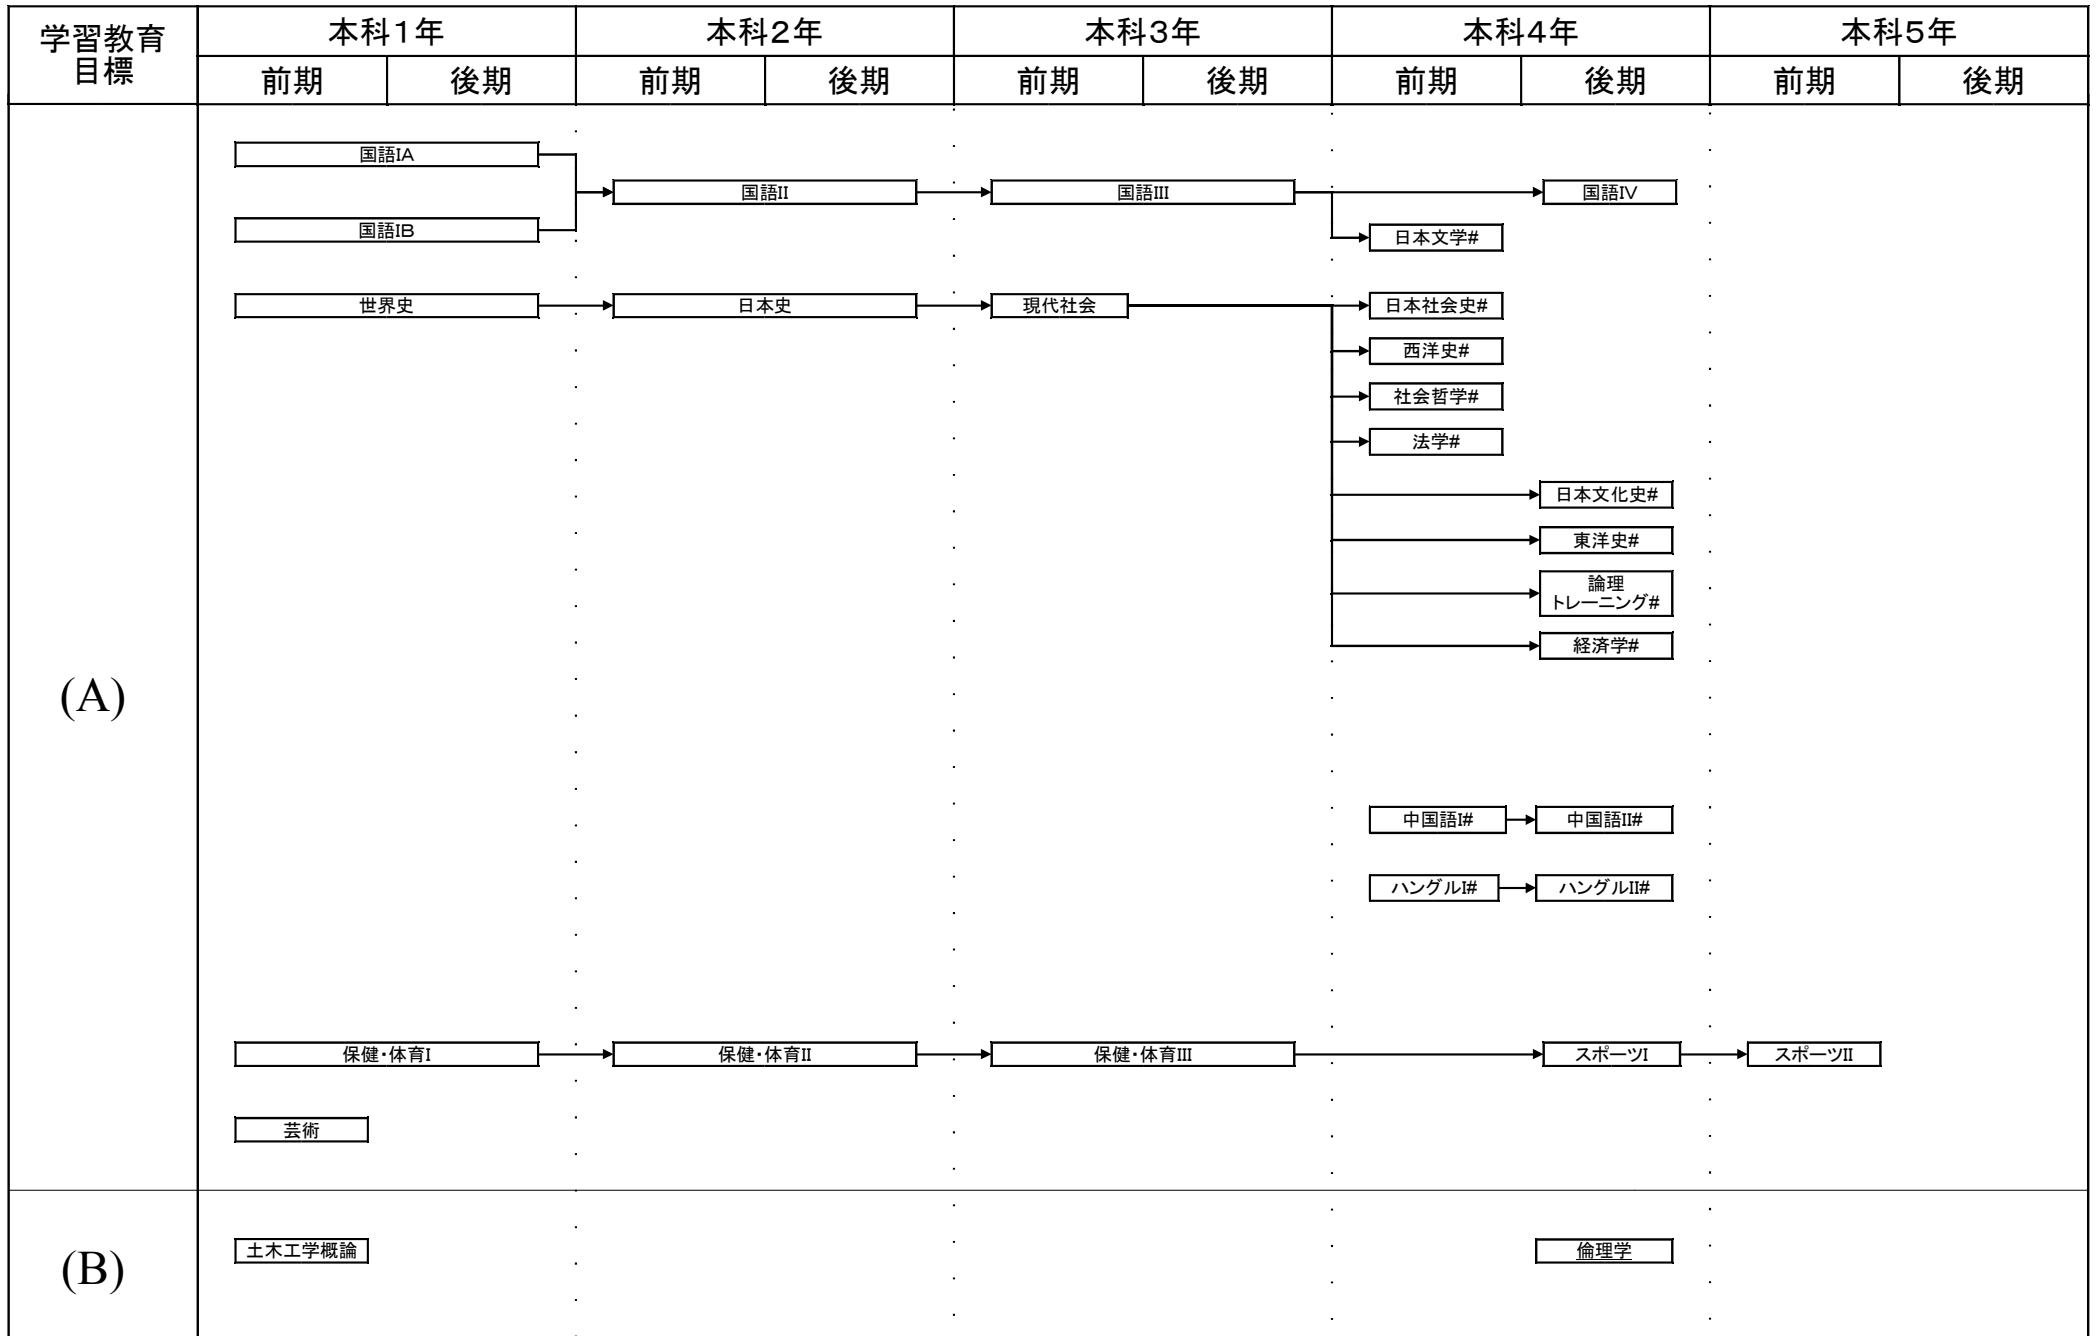 学習教育
目標
本科1年
本科2年
本科3年
本科4年
本科5年
前期
後期
前期
後期
前期
後期
前期
後期
前期
後期
(A)
国語IA
国語II
国語III
国語IV
国語IB
日本文学#
世界史
日本史
現代社会
日本社会史#
西洋史#
社会哲学#
法学#
日本文化史#
東洋史#
論理
トレーニング#
経済学#
中国語I#
中国語II#
ハングルI#
ハングルII#
保健・体育I
保健・体育II
保健・体育III
スポーツI
スポーツII
芸術
(B)
土木工学概論
倫理学